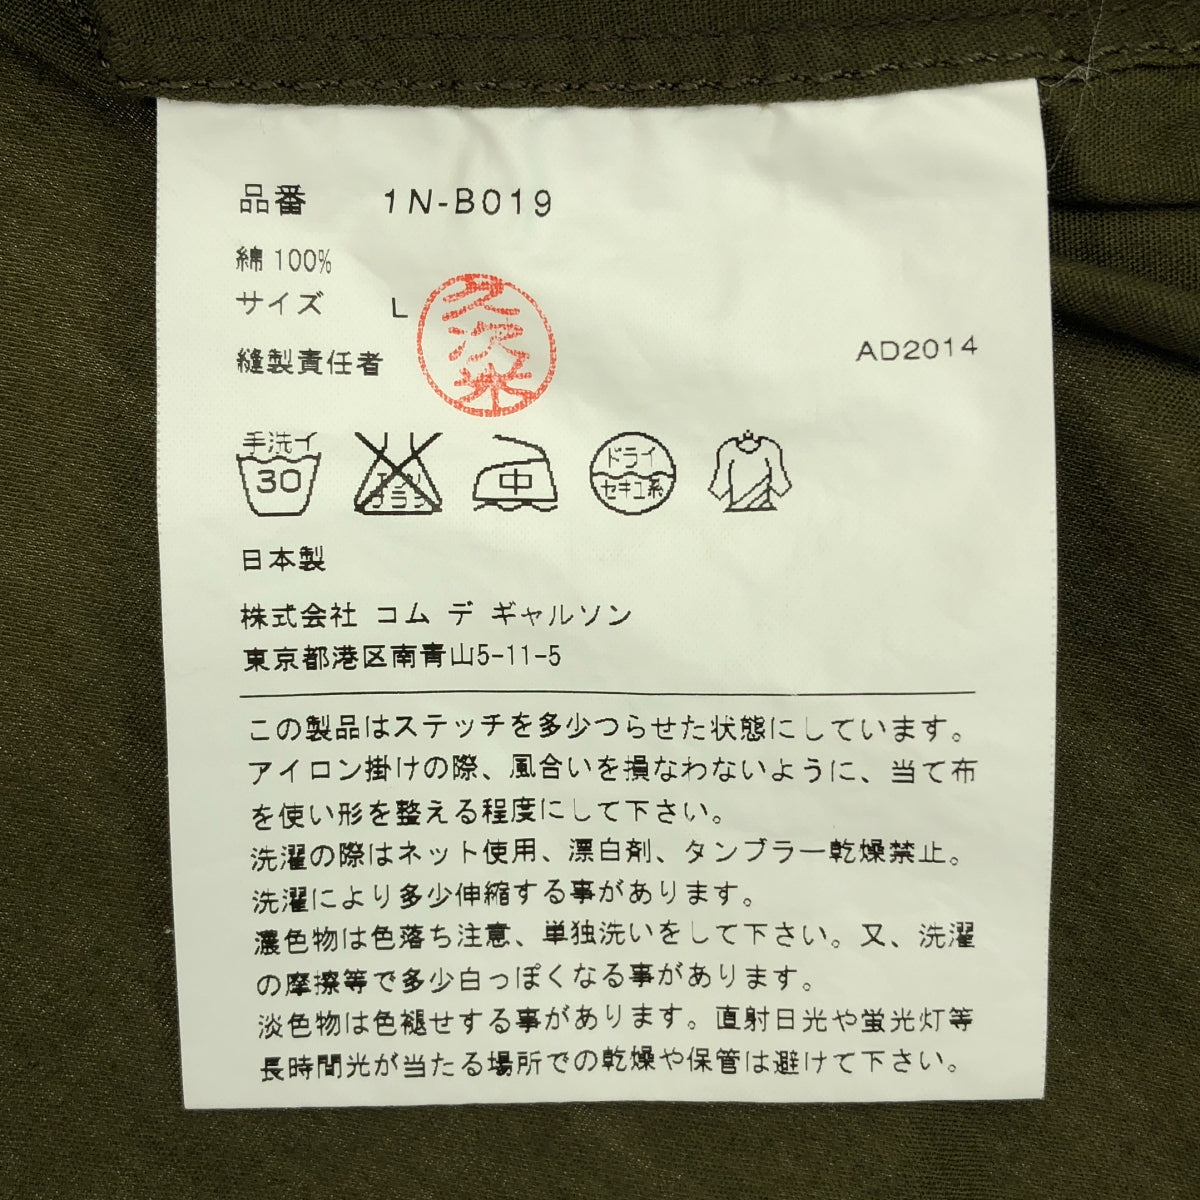 品番 1N-B019
綿 100%
サイズ L
久次米
縫製責任者
AD2014
手洗イ
30
エンソ
サラシ
中
ドライ
セキユ系
日本製
株式会社 コム デ ギャルソン
東京都港区南青山5-11-5
この製品はステッチを多少つらせた状態にしています。
アイロン掛けの際、風合いを損なわないように、当て布
を使い形を整える程度にして下さい。
洗濯の際はネット使用、漂白剤、タンブラー乾燥禁止。
洗濯により多少伸縮する事があります。
濃色物は色落ち注意、単独洗いをして下さい。又、洗濯
の摩擦等で多少白っぽくなる事があります。
淡色物は色褪せする事があります。直射日光や蛍光灯等
長時間光が当たる場所での乾燥や保管は避けて下さい。